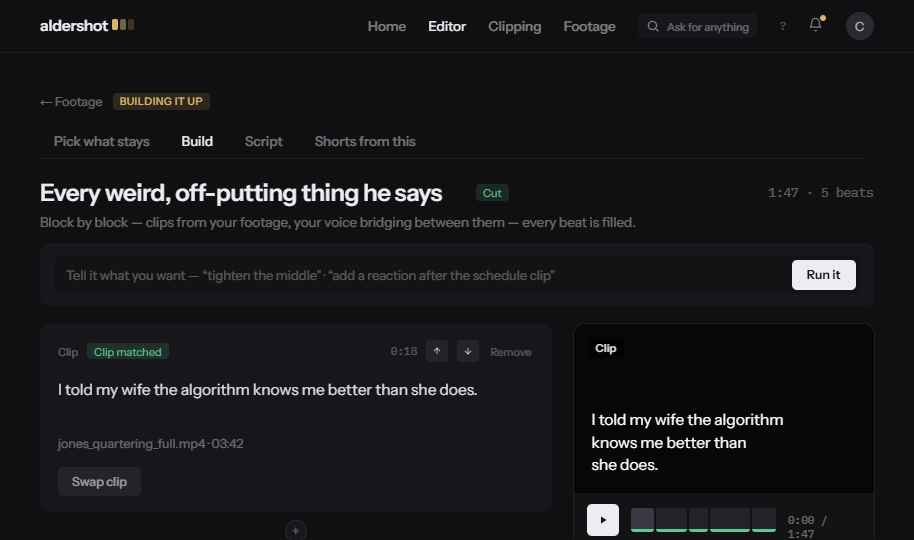 aldershot
Home Editor Clipping Footage Ask for anything ? C
← Footage BUILDING IT UP
Pick what stays Build Script Shorts from this
Every weird, off-putting thing he says Cut 1:47 · 5 beats
Block by block — clips from your footage, your voice bridging between them — every beat is filled.
Tell it what you want — “tighten the middle” · “add a reaction after the schedule clip” Run it
Clip Clip matched 0:18 ↑ ↓ Remove
I told my wife the algorithm knows me better than she does.
jones_quartering_full.mp4 · 03:42
Swap clip
+
Clip
I told my wife the algorithm
knows me better than
she does.
0:00 /
1:47